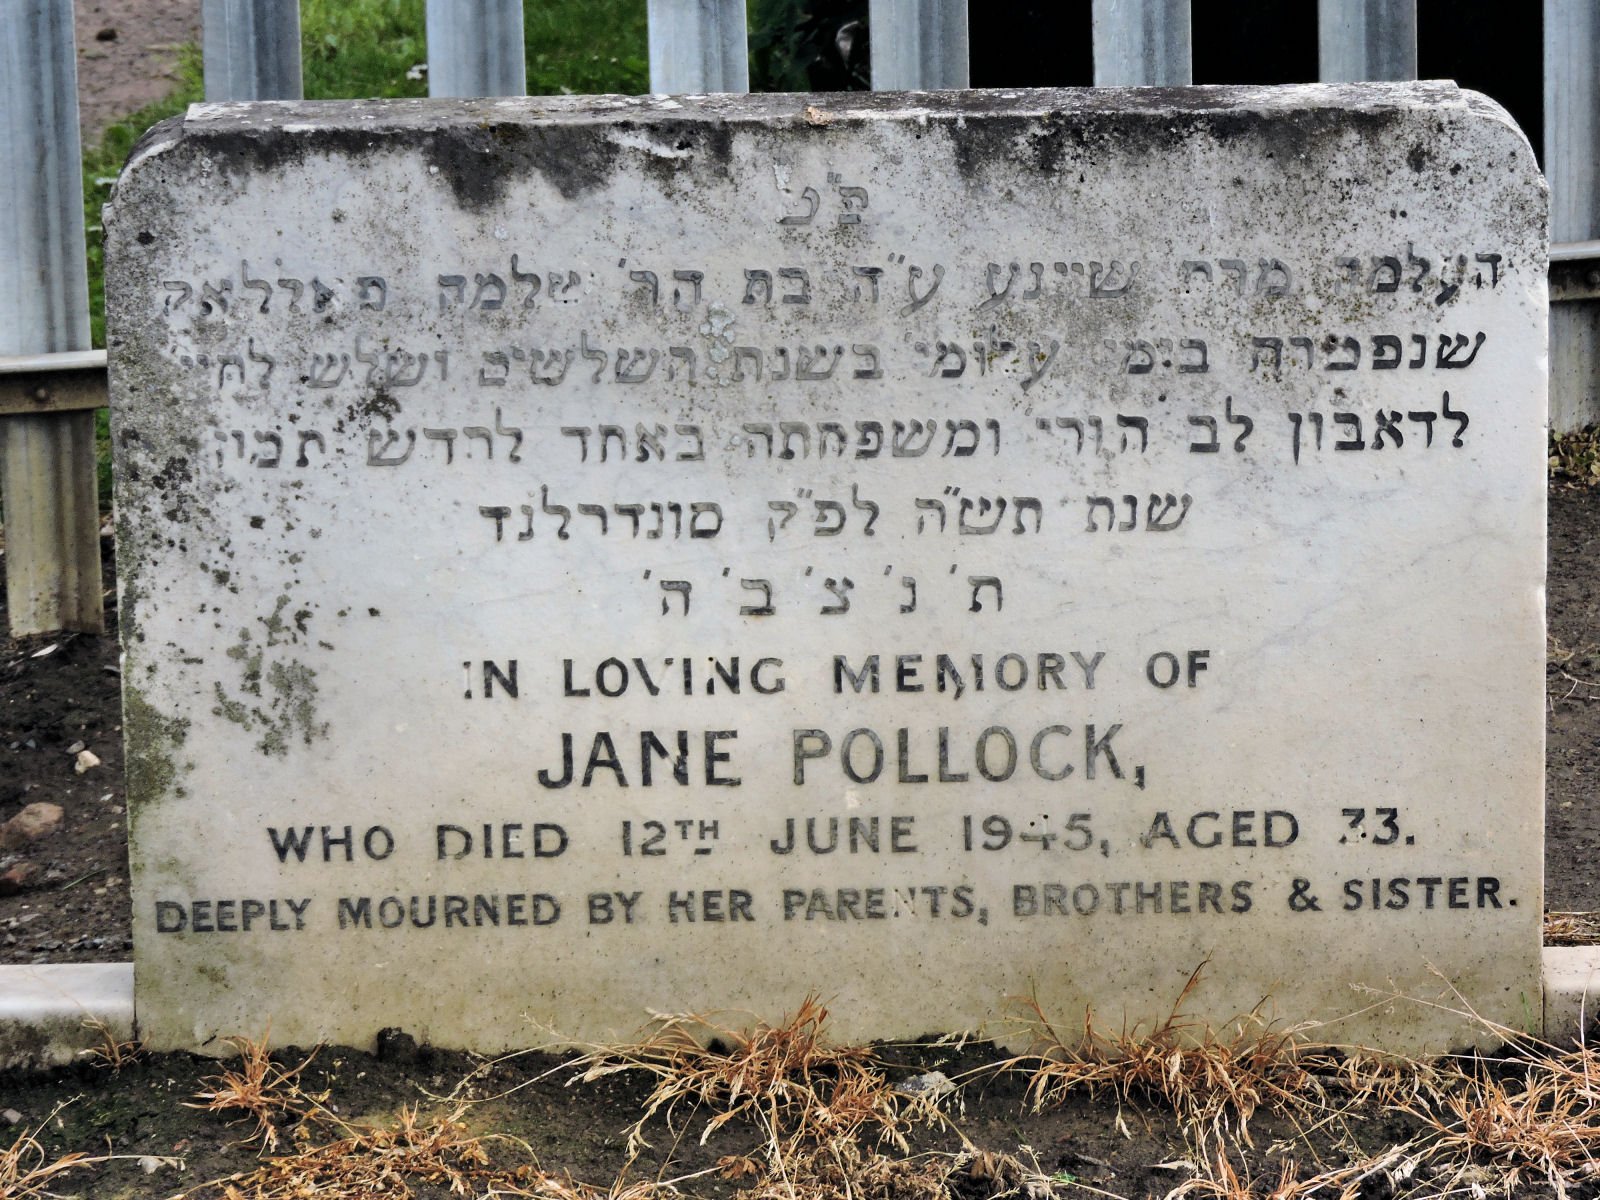 פ"ט
העלמה מרת שיינע ע"ה בת הר' שלמה פאללאק
שנפטרה בימי עלומי' בשנת השלשים ושלש לחיי'
לדאבון לב הורי' ומשפחתה באחד לחדש תמוז
שנת תש"ה לפ"ק סונדרלנד
ת' נ' צ' ב' ה'
IN LOVING MEMORY OF
JANE POLLOCK,
WHO DIED 12TH JUNE 1945, AGED 33.
DEEPLY MOURNED BY HER PARENTS, BROTHERS & SISTER.